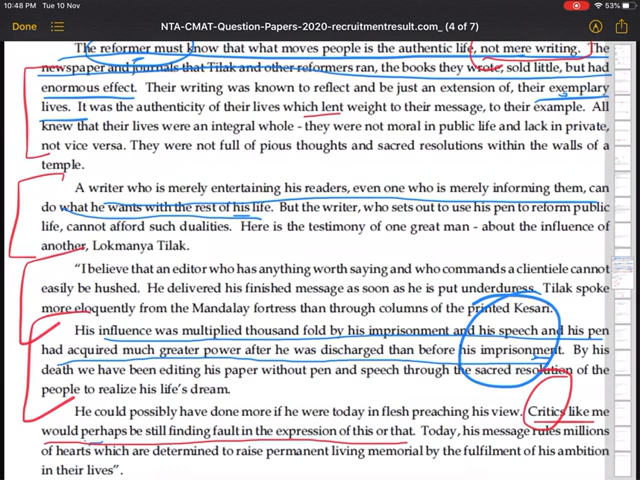 10:48 PM Tue 10 Nov
53%
Done
NTA-CMAT-Question-Papers-2020-recruitmentresult.com_ (4 of 7)
The reformer must know that what moves people is the authentic life, not mere writing. The
newspaper and journals that Tilak and other reformers ran, the books they wrote, sold little, but had
enormous effect. Their writing was known to reflect and be just an extension of, their exemplary
lives. It was the authenticity of their lives which lent weight to their message, to their example. All
knew that their lives were an integral whole - they were not moral in public life and lack in private,
not vice versa. They were not full of pious thoughts and sacred resolutions within the walls of a
temple.
A writer who is merely entertaining his readers, even one who is merely informing them, can
do what he wants with the rest of his life. But the writer, who sets out to use his pen to reform public
life, cannot afford such dualities. Here is the testimony of one great man - about the influence of
another, Lokmanya Tilak.
“I believe that an editor who has anything worth saying and who commands a clientiele cannot
easily be hushed. He delivered his finished message as soon as he is put underduress. Tilak spoke
more eloquently from the Mandalay fortress than through columns of the printed Kesan.
His influence was multiplied thousand fold by his imprisonment and his speech and his pen
had acquired much greater power after he was discharged than before his imprisonment. By his
death we have been editing his paper without pen and speech through the sacred resolution of the
people to realize his life's dream.
He could possibly have done more if he were today in flesh preaching his view. Critics like me
would perhaps be still finding fault in the expression of this or that. Today, his message rules millions
of hearts which are determined to raise permanent living memorial by the fulfilment of his ambition
in their lives”.